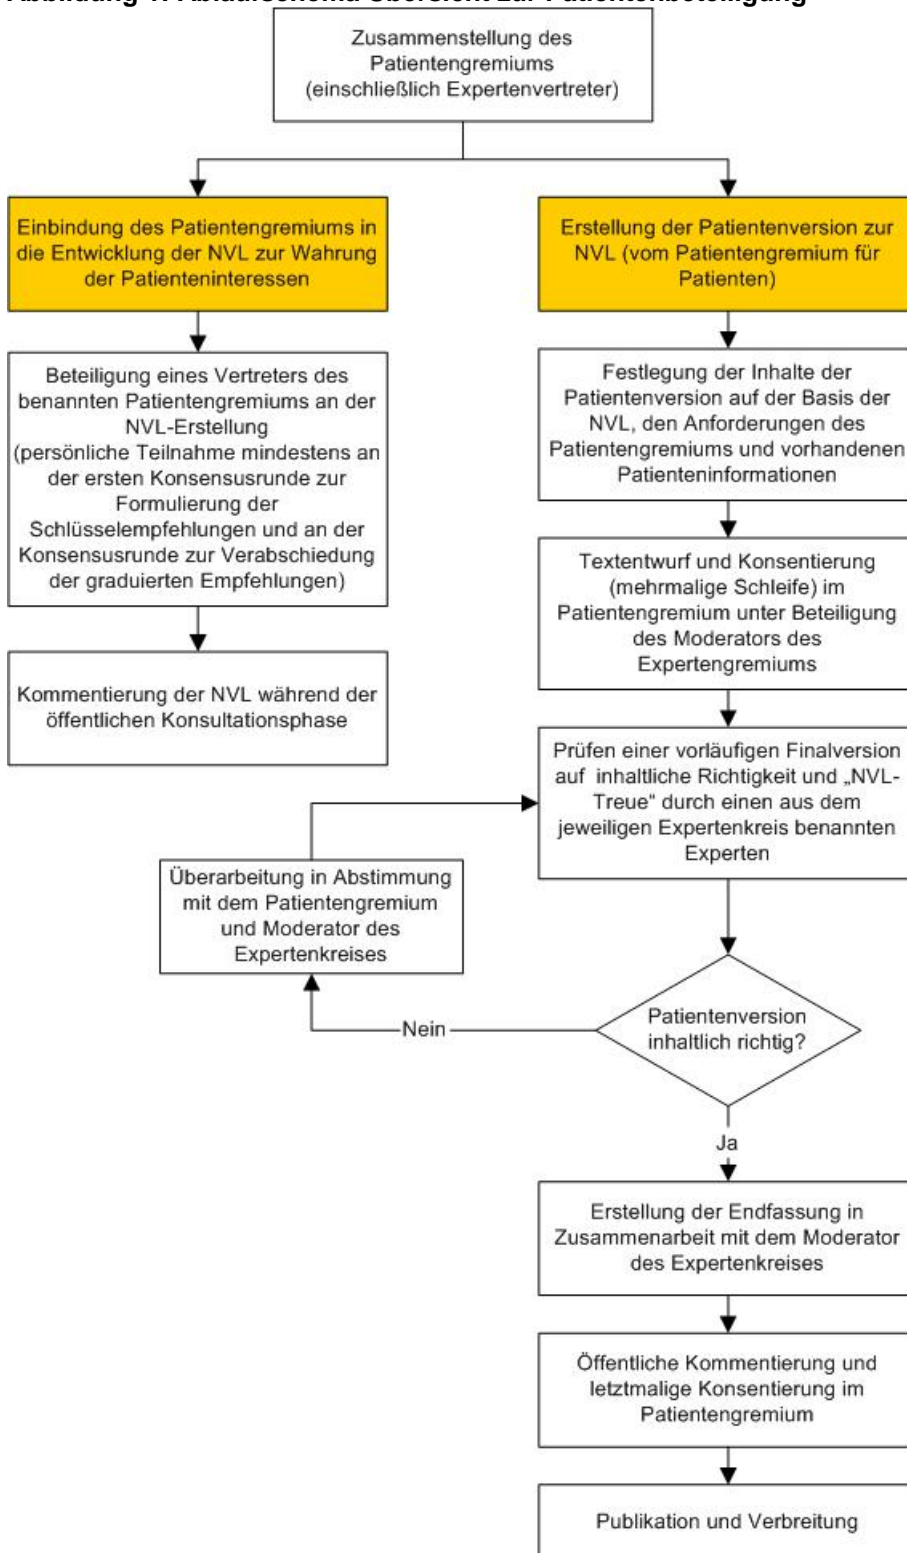 Abbildung 1: Ablaufschema Übersicht zur Patientenbeteiligung
Zusammenstellung des
Patientengremiums
(einschließlich Expertenvertreter)
Einbindung des Patientengremiums in
die Entwicklung der NVL zur Wahrung
der Patienteninteressen
Beteiligung eines Vertreters des
benannten Patientengremiums an der
NVL-Erstellung
(persönliche Teilnahme mindestens an
der ersten Konsensusrunde zur
Formulierung der
Schlüsselempfehlungen und an der
Konsensusrunde zur Verabschiedung
der graduierten Empfehlungen)
Kommentierung der NVL während der
öffentlichen Konsultationsphase
Erstellung der Patientenversion zur
NVL (vom Patientengremium für
Patienten)
Festlegung der Inhalte der
Patientenversion auf der Basis der
NVL, den Anforderungen des
Patientengremiums und vorhandenen
Patienteninformationen
Textentwurf und Konsentierung
(mehrmalige Schleife) im
Patientengremium unter Beteiligung
des Moderators des
Expertengremiums
Prüfen einer vorläufigen Finalversion
auf inhaltliche Richtigkeit und „NVL-
Treue“ durch einen aus dem
jeweiligen Expertenkreis benannten
Experten
Überarbeitung in Abstimmung
mit dem Patientengremium
und Moderator des
Expertenkreises
Patientenversion
inhaltlich richtig?
Nein
Ja
Erstellung der Endfassung in
Zusammenarbeit mit dem Moderator
des Expertenkreises
Öffentliche Kommentierung und
letztmalige Konsentierung im
Patientengremium
Publikation und Verbreitung